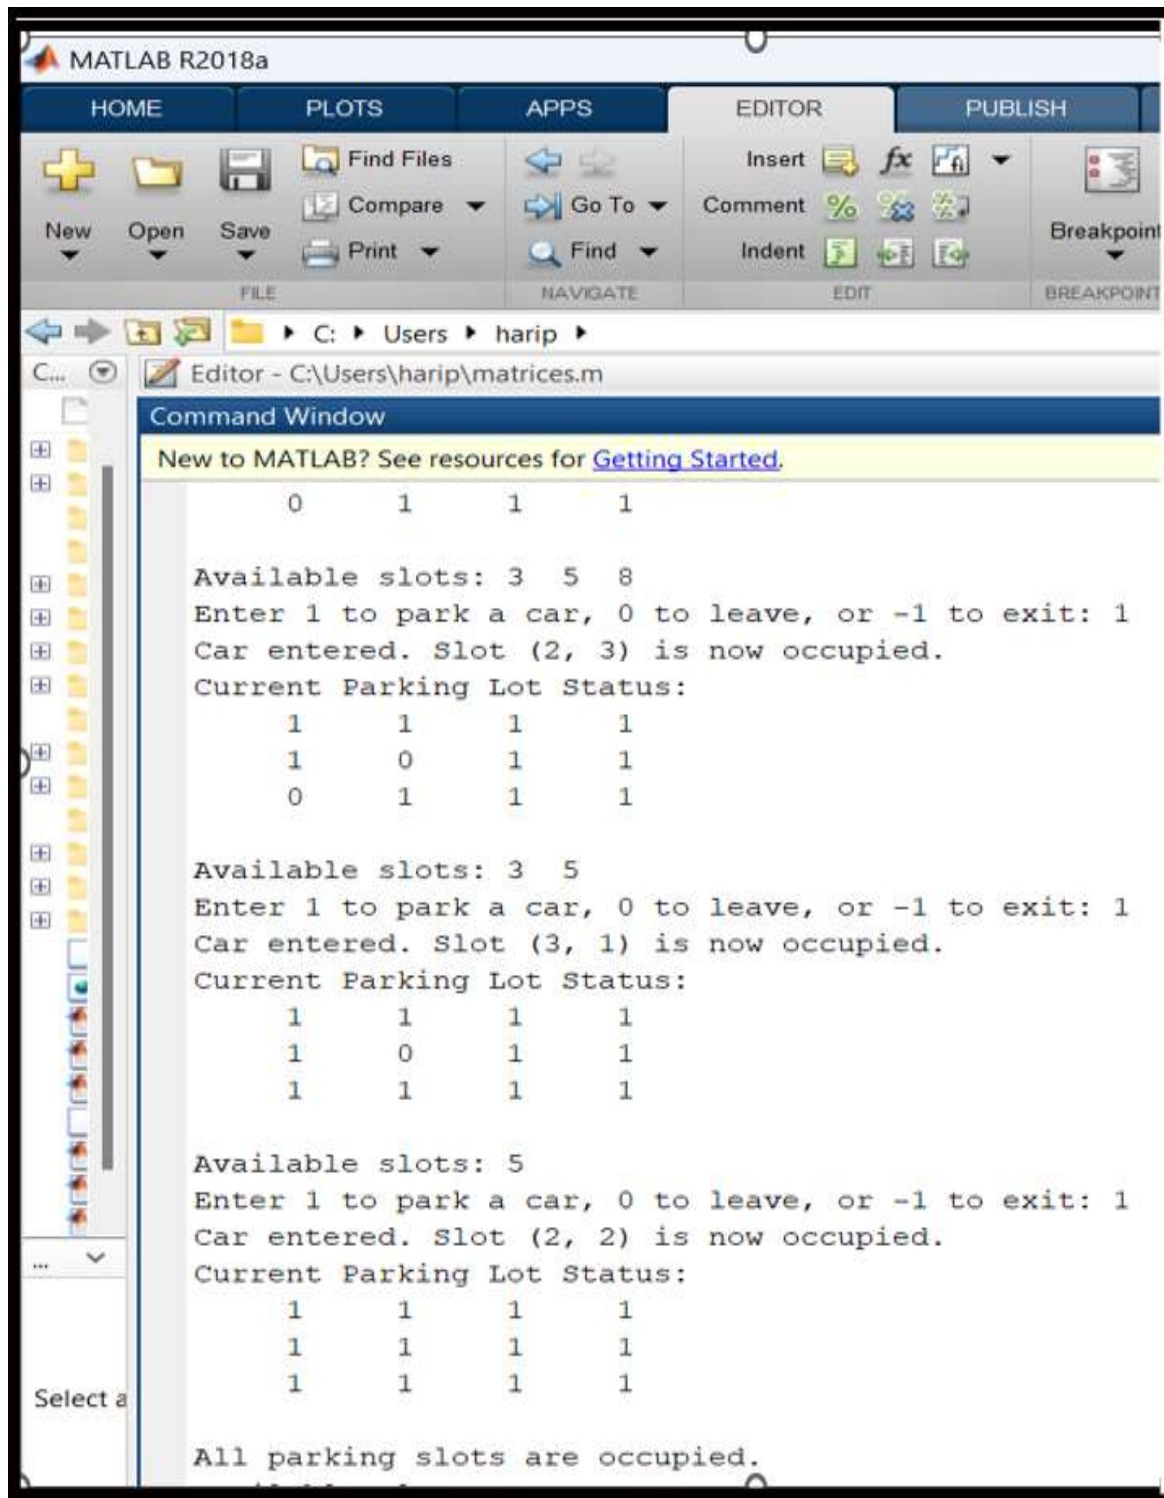 MATLAB R2018a
HOME PLOTS APPS EDITOR PUBLISH
Find Files Insert fx
Compare Go To Comment
New Open Save Breakpoint
Print Find Indent
FILE NAVIGATE EDIT BREAKPOINT
C: Users harip
C... Editor - C:\Users\harip\matrices.m
Command Window
New to MATLAB? See resources for Getting Started.
0 1 1 1
Available slots: 3 5 8
Enter 1 to park a car, 0 to leave, or -1 to exit: 1
Car entered. Slot (2, 3) is now occupied.
Current Parking Lot Status:
1 1 1 1
1 0 1 1
0 1 1 1
Available slots: 3 5
Enter 1 to park a car, 0 to leave, or -1 to exit: 1
Car entered. Slot (3, 1) is now occupied.
Current Parking Lot Status:
1 1 1 1
1 0 1 1
1 1 1 1
Available slots: 5
Enter 1 to park a car, 0 to leave, or -1 to exit: 1
Car entered. Slot (2, 2) is now occupied.
...
Current Parking Lot Status:
1 1 1 1
1 1 1 1
1 1 1 1
Select a
All parking slots are occupied.